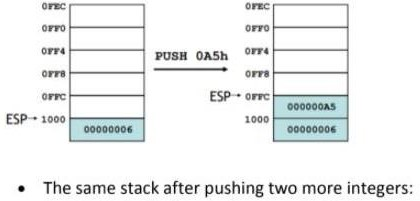 0FEC 0FEC
0FF0 0FF0
0FF4 PUSH 0A5h 0FF4
0FF8 0FF8
0FFC ESP→ 0FFC 000000A5
ESP→ 1000 00000006 1000 00000006
• The same stack after pushing two more integers: